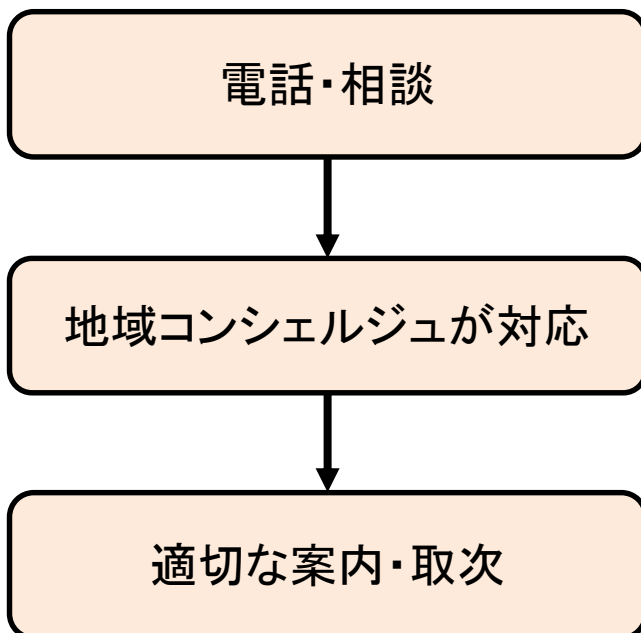 電話・相談
地域コンシェルジュが対応
適切な案内・取次